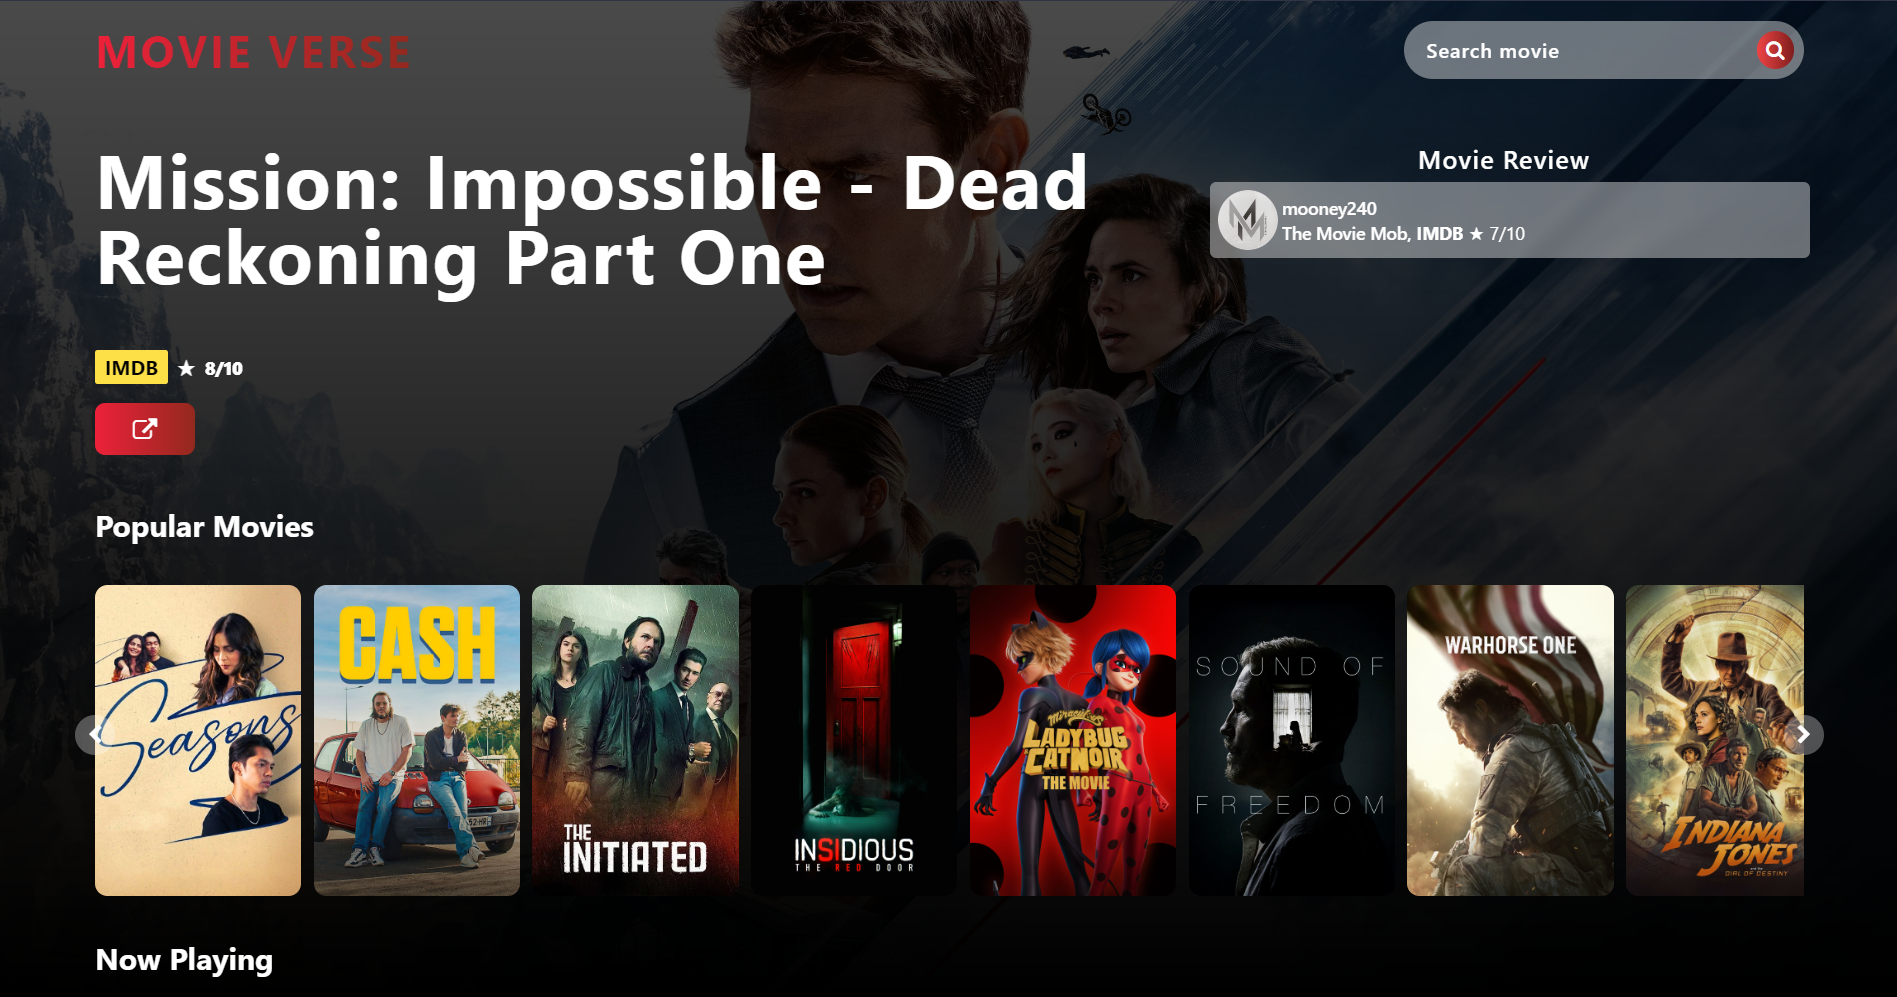 MOVIE VERSE
Search movie
Mission: Impossible - Dead
Reckoning Part One
Movie Review
mooney240
The Movie Mob, IMDB ★ 7/10
IMDB ★ 8/10
Popular Movies
Seasons
CASH
THE
INITIATED
INSIDIOUS
THE RED DOOR
Miraculous
LADYBUG
CATNOIR
THE MOVIE
SOUND OF
FREEDOM
WARHORSE ONE
INDIANA
JONES
and the
DIAL OF DESTINY
Now Playing